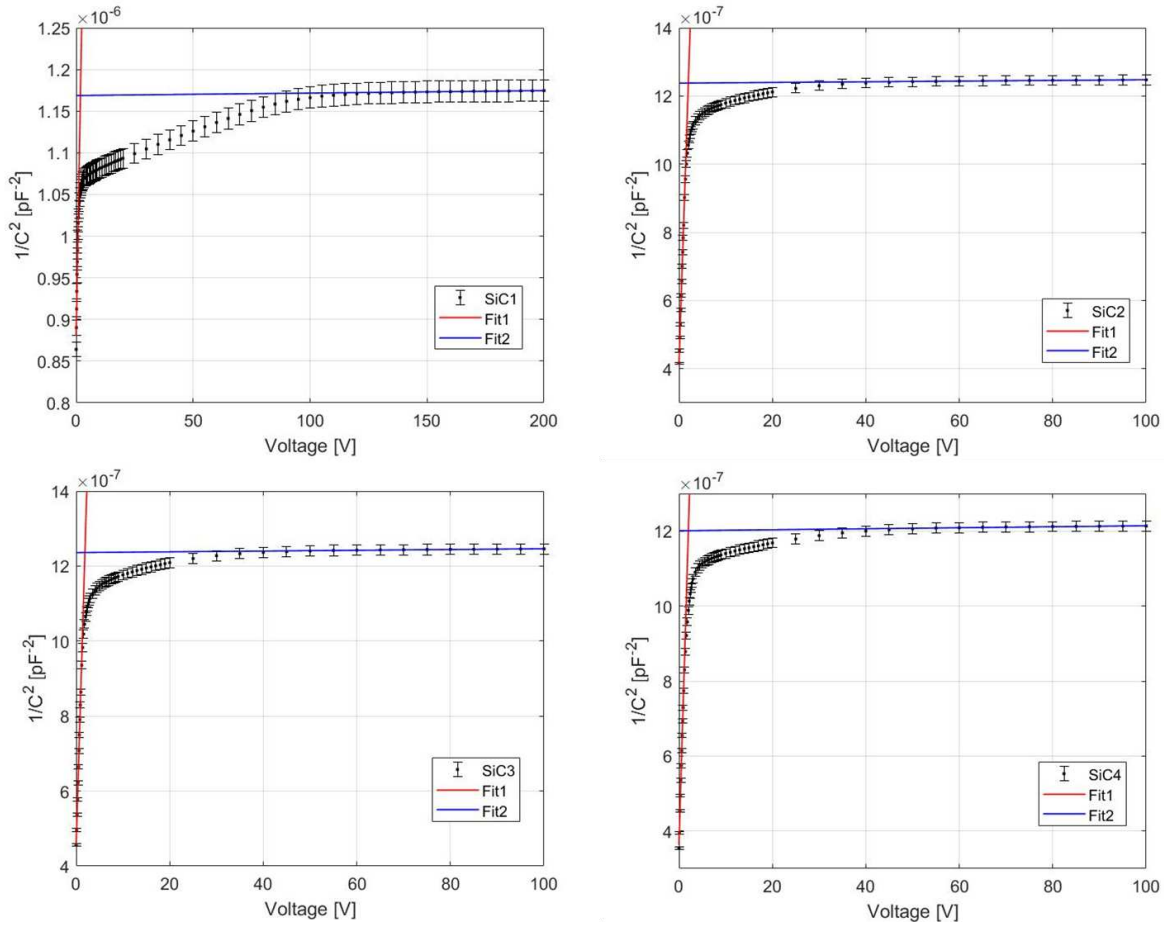 ×10⁻⁶
1.25
1.2
1.15
1.1
1.05
1
0.95
0.9
0.85
0.8
1/C² [pF⁻²]
0 50 100 150 200
Voltage [V]
SiC1
Fit1
Fit2
×10⁻⁷
14
12
10
8
6
4
1/C² [pF⁻²]
0 20 40 60 80 100
Voltage [V]
SiC2
Fit1
Fit2
×10⁻⁷
14
12
10
8
6
4
1/C² [pF⁻²]
0 20 40 60 80 100
Voltage [V]
SiC3
Fit1
Fit2
×10⁻⁷
12
10
8
6
4
1/C² [pF⁻²]
0 20 40 60 80 100
Voltage [V]
SiC4
Fit1
Fit2